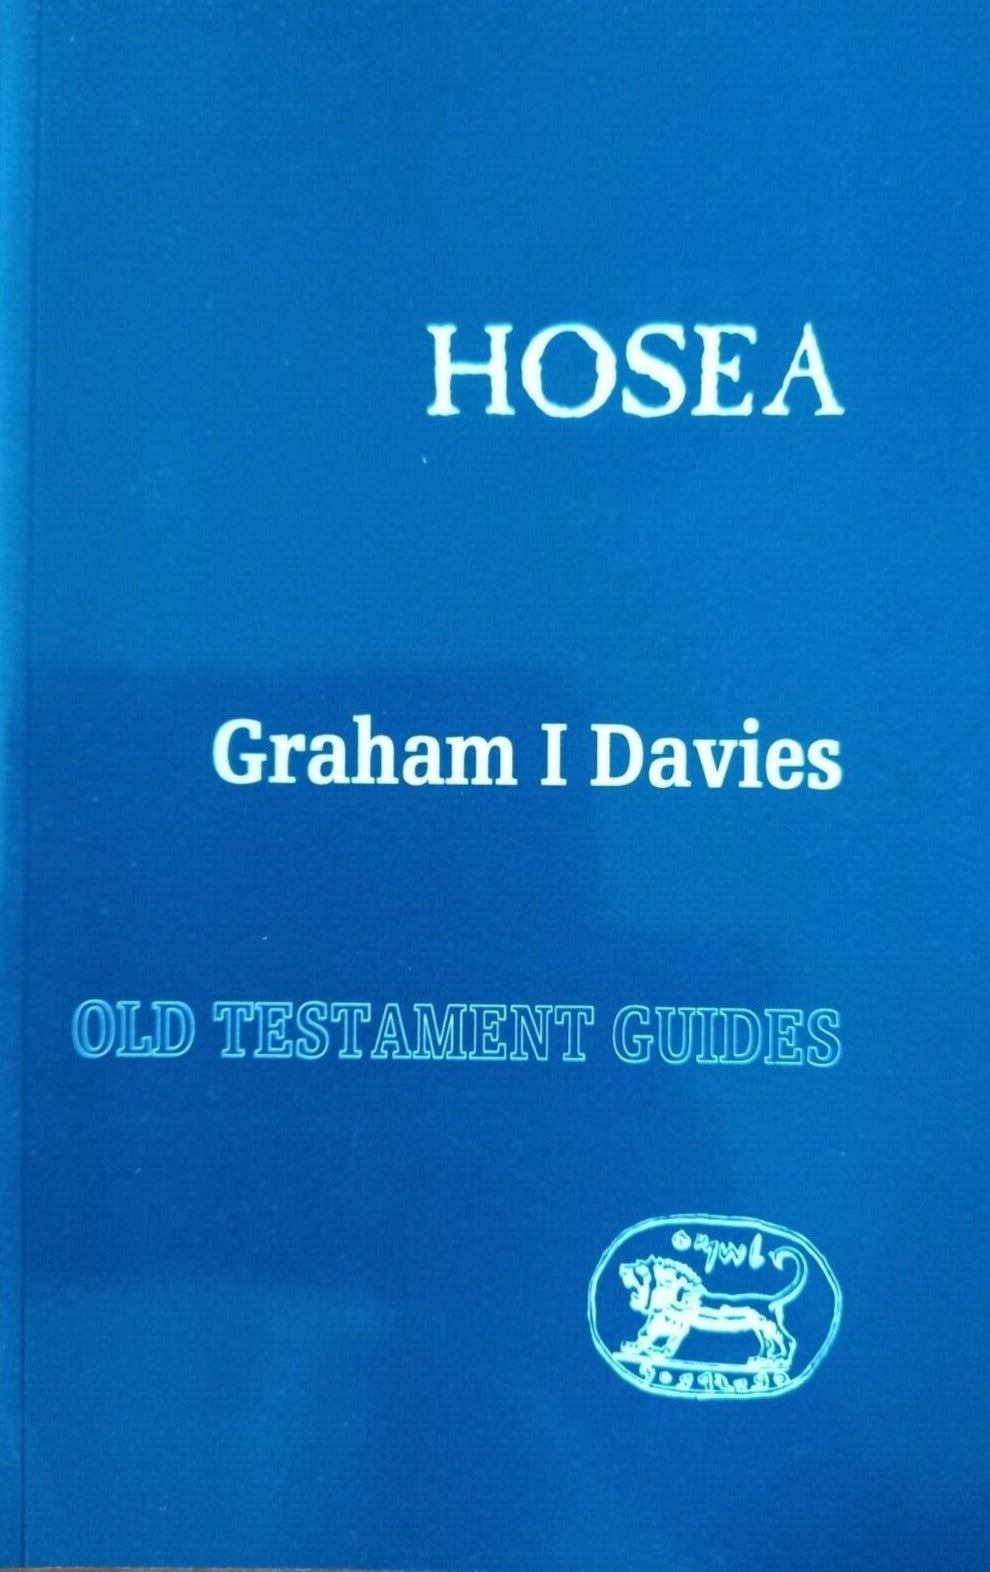 HOSEA
Graham I Davies
OLD TESTAMENT GUIDES